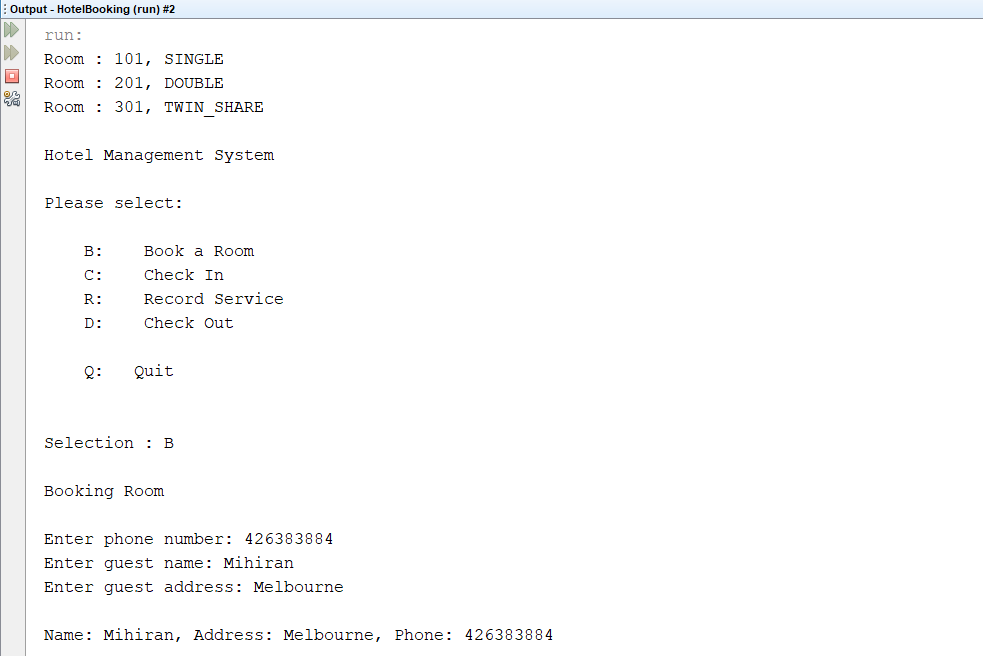 Output - HotelBooking (run) #2
run:
Room : 101, SINGLE
Room : 201, DOUBLE
Room : 301, TWIN_SHARE
Hotel Management System
Please select:
B:    Book a Room
C:    Check In
R:    Record Service
D:    Check Out
Q:   Quit
Selection : B
Booking Room
Enter phone number: 426383884
Enter guest name: Mihiran
Enter guest address: Melbourne
Name: Mihiran, Address: Melbourne, Phone: 426383884